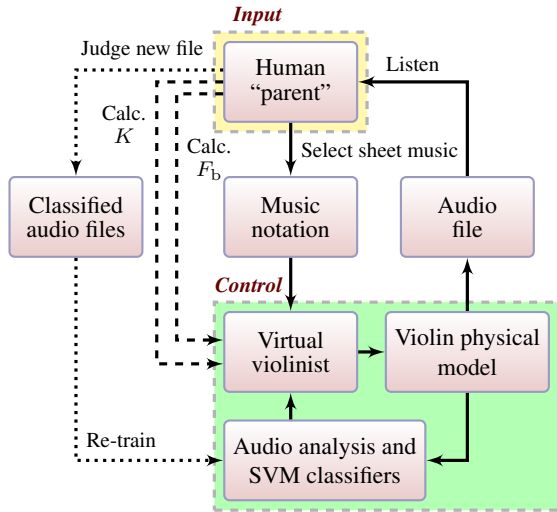 Input
Judge new file
Human
“parent”
Listen
Calc.
K
Calc.
F_b
Select sheet music
Classified
audio files
Music
notation
Audio
file
Control
Virtual
violinist
Violin physical
model
Re-train
Audio analysis and
SVM classifiers